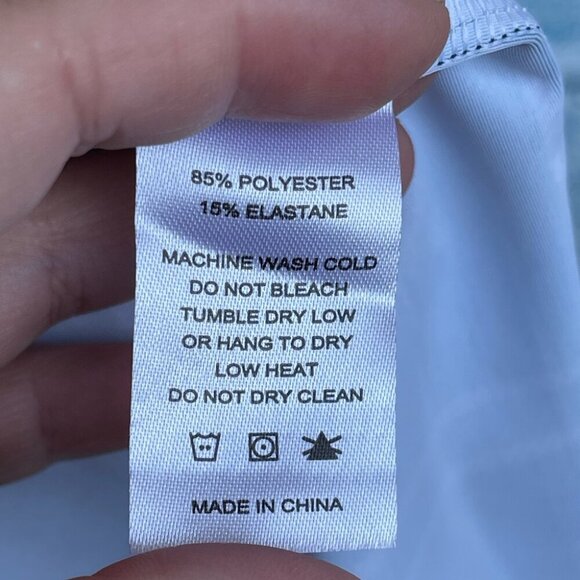 85% POLYESTER
15% ELASTANE
MACHINE WASH COLD
DO NOT BLEACH
TUMBLE DRY LOW
OR HANG TO DRY
LOW HEAT
DO NOT DRY CLEAN
MADE IN CHINA